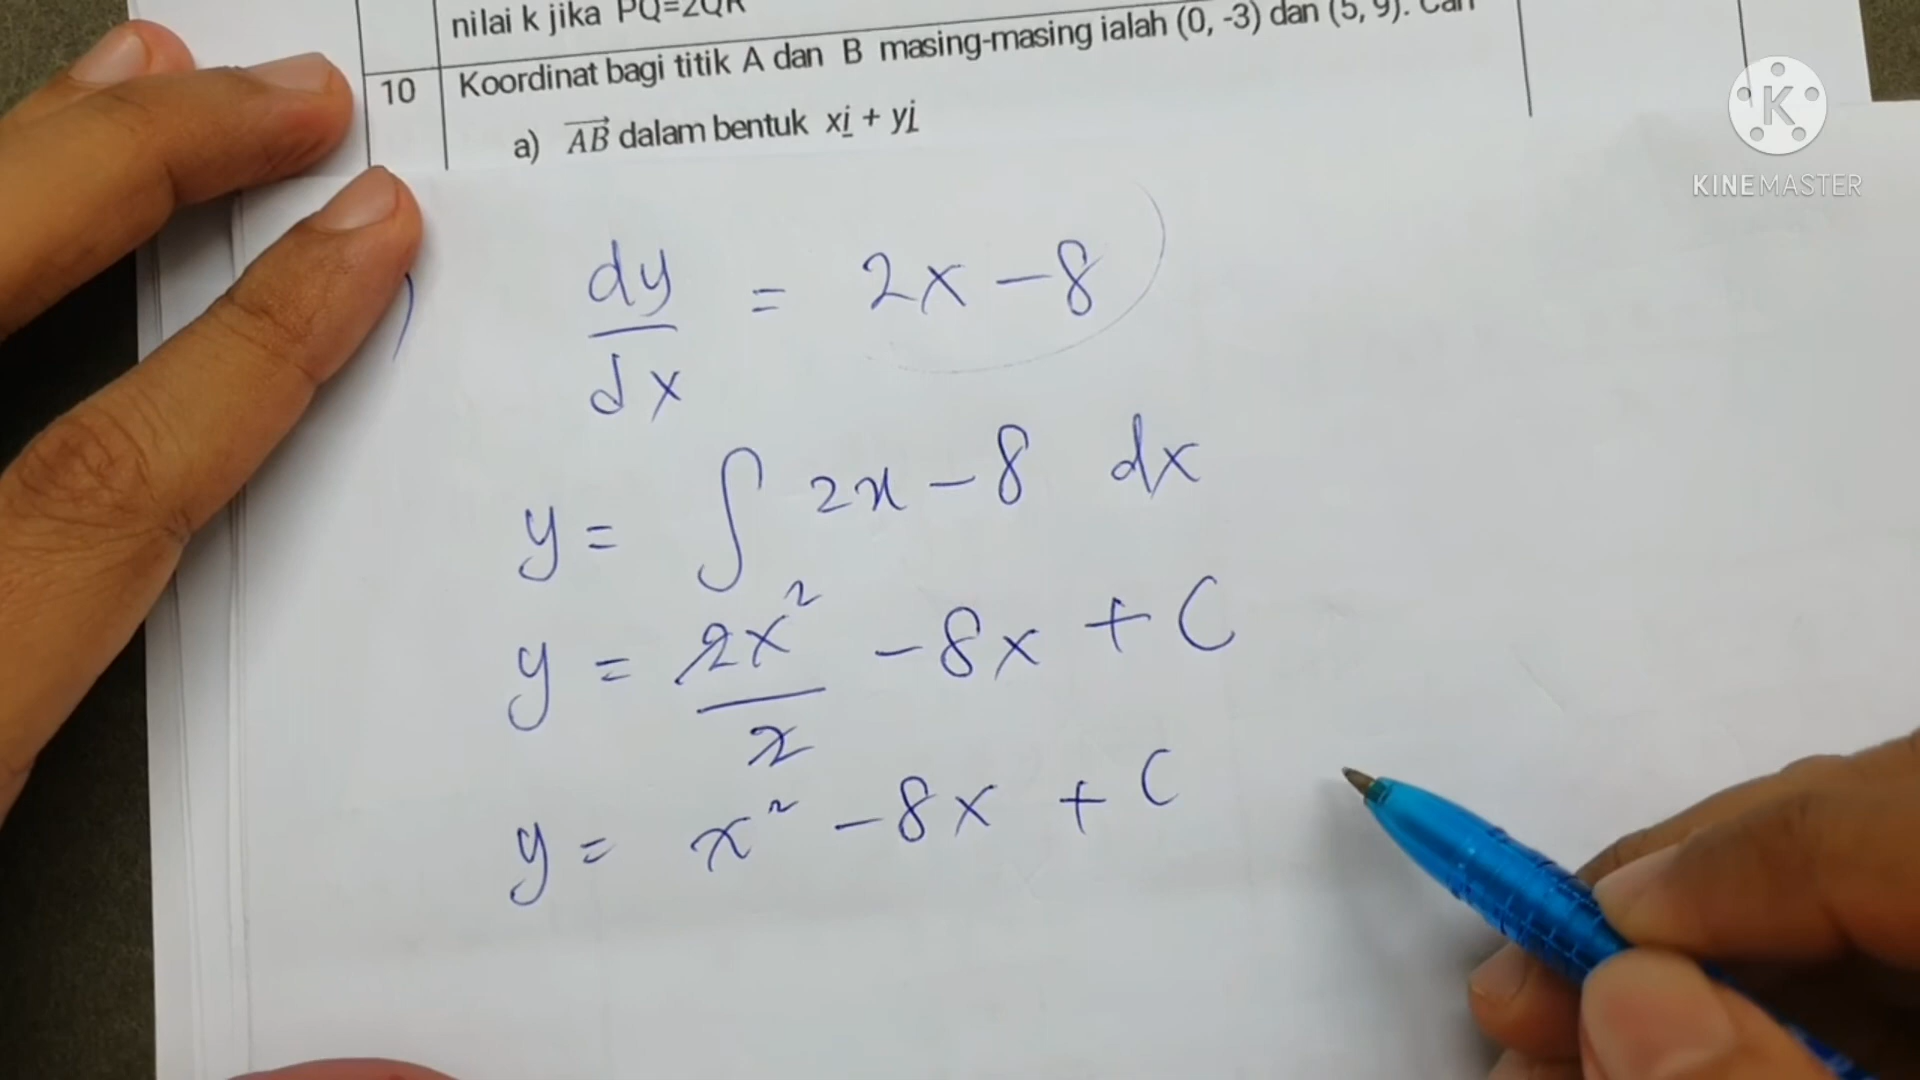 nilai k jika PQ=2QR
10 Koordinat bagi titik A dan B masing-masing ialah (0, -3) dan (5, 9). Cari
a) AB dalam bentuk xi + yj
KINEMASTER
dy/dx = 2x - 8
y = ∫ 2x - 8 dx
y = 2x²/2 - 8x + C
y = x² - 8x + C